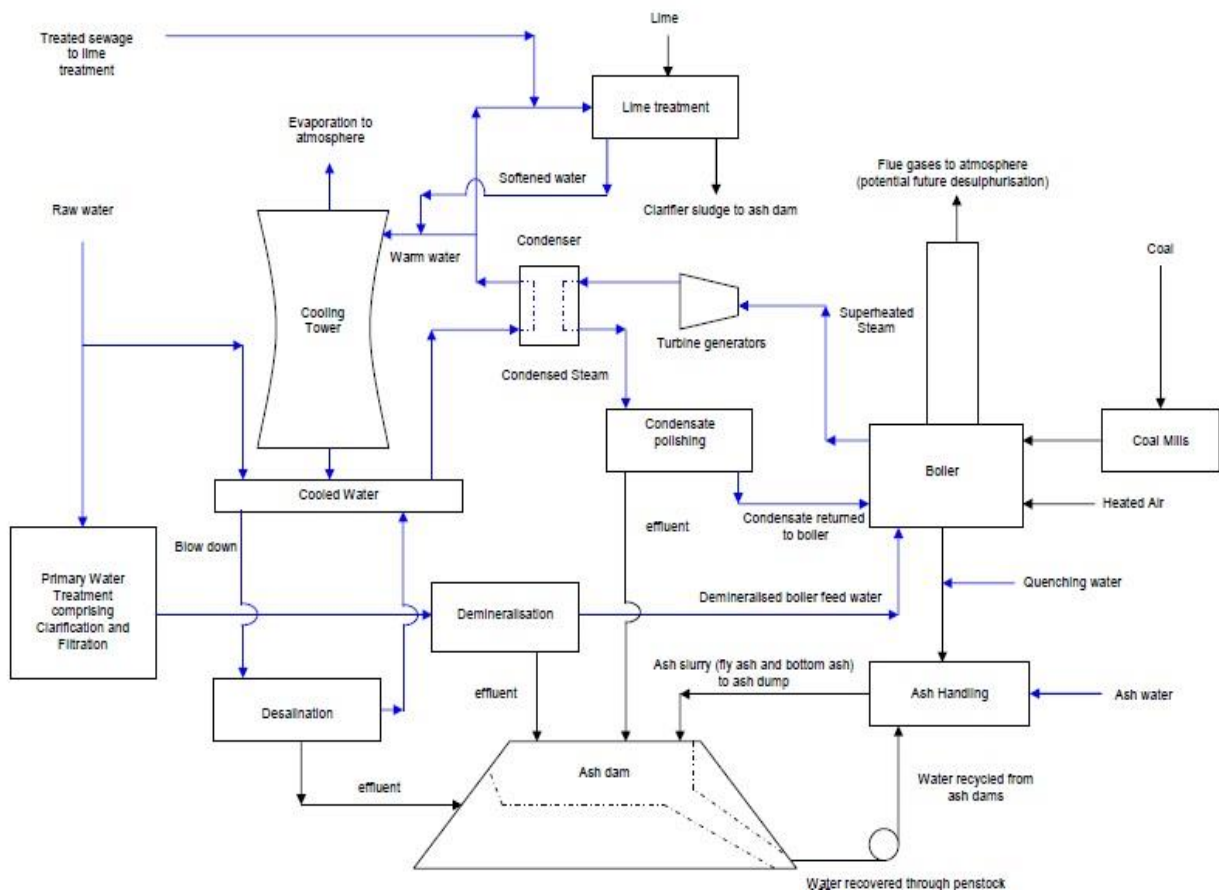 Treated sewage
to lime
treatment
Lime
Lime treatment
Evaporation to
atmosphere
Softened water
Clarifier sludge to ash dam
Flue gases to atmosphere
(potential future desulphurisation)
Raw water
Warm water
Condenser
Coal
Cooling
Tower
Superheated
Steam
Turbine generators
Condensed Steam
Condensate
polishing
Boiler
Coal Mills
Cooled Water
Heated Air
Condensate returned
to boiler
effluent
Blow down
Primary Water
Treatment
comprising
Clarification and
Filtration
Demineralisation
Demineralised boiler feed water
Quenching water
Ash slurry (fly ash and bottom ash)
to ash dump
effluent
Ash Handling
Ash water
Desalination
Ash dam
effluent
Water recycled from
ash dams
Water recovered through penstock